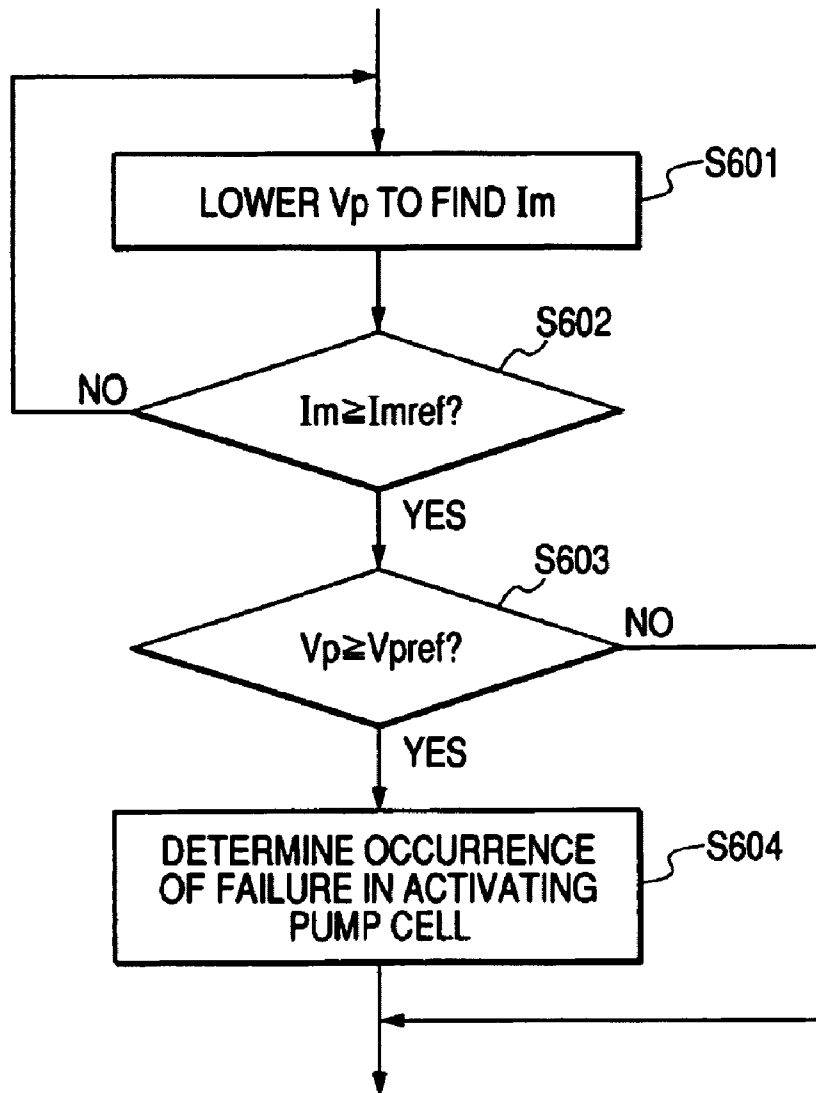 S601
LOWER Vp TO FIND Im
S602
NO
Im≧Imref?
YES
S603
NO
Vp≧Vpref?
YES
S604
DETERMINE OCCURRENCE
OF FAILURE IN ACTIVATING
PUMP CELL